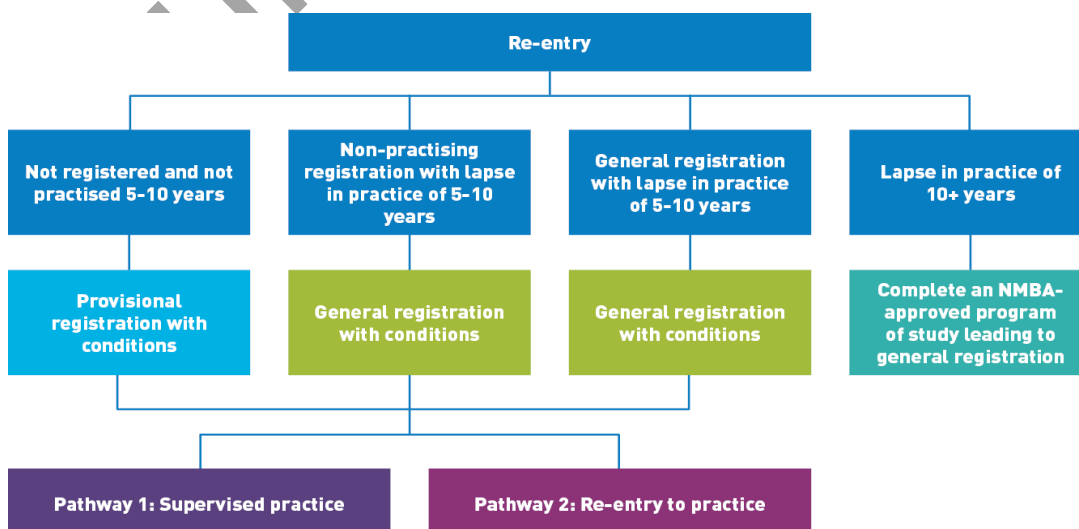 Re-entry
Not registered and not
practised 5-10 years
Non-practising
registration with lapse
in practice of 5-10
years
General registration
with lapse in practice
of 5-10 years
Lapse in practice of
10+ years
Provisional
registration with
conditions
General registration
with conditions
General registration
with conditions
Complete an NMBA-
approved program
of study leading to
general registration
Pathway 1: Supervised practice
Pathway 2: Re-entry to practice